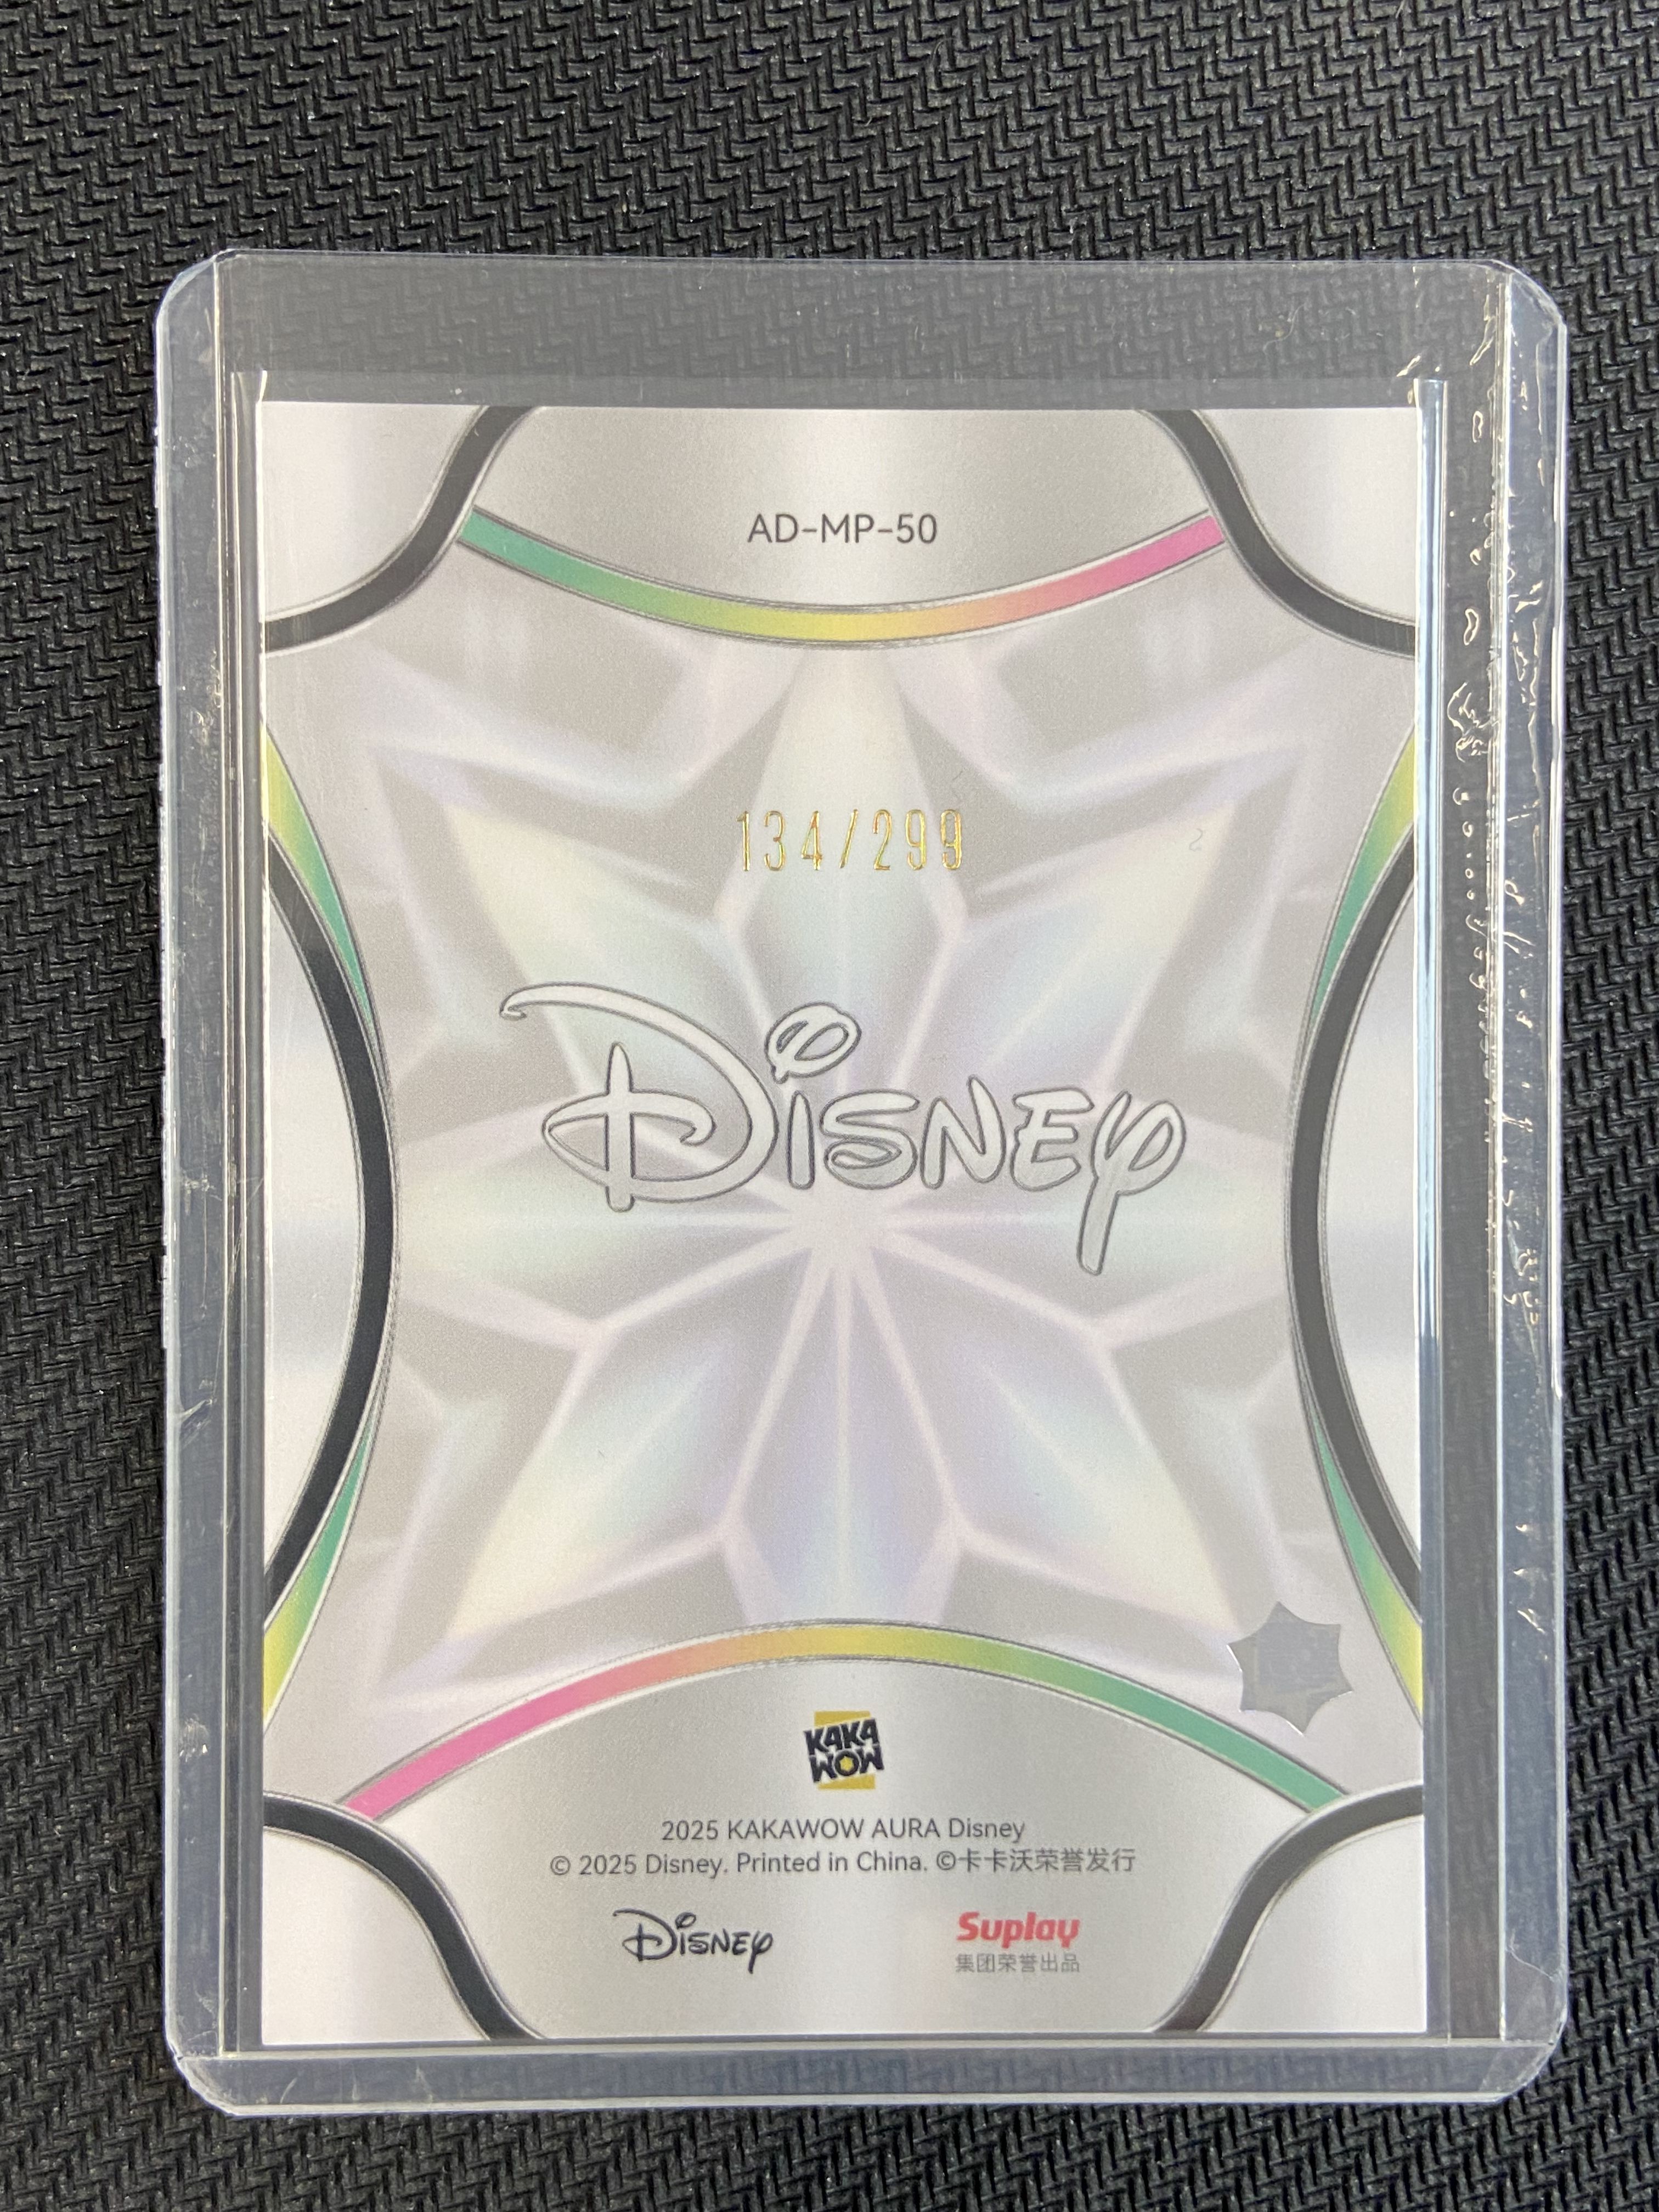 AD-MP-50
134/299
Disney
KAKA
WOW
2025 KAKAWOW AURA Disney
© 2025 Disney. Printed in China. ©卡卡沃荣誉发行
Disney
Suplay
集团荣誉出品